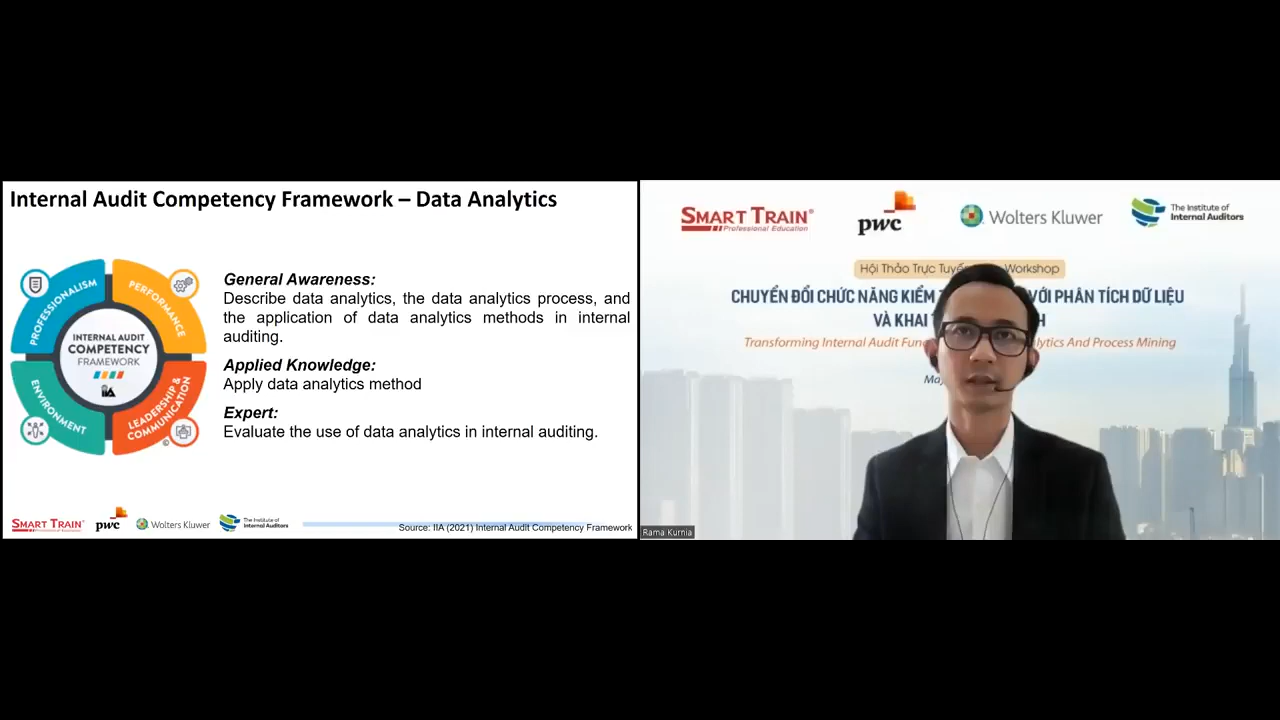 Internal Audit Competency Framework – Data Analytics
PROFESSIONALISM
PERFORMANCE
INTERNAL AUDIT
COMPETENCY
FRAMEWORK
IIA
ENVIRONMENT
LEADERSHIP &
COMMUNICATION
©
General Awareness:
Describe data analytics, the data analytics process, and
the application of data analytics methods in internal
auditing.
Applied Knowledge:
Apply data analytics method
Expert:
Evaluate the use of data analytics in internal auditing.
SMART TRAIN
pwc
Wolters Kluwer
The Institute of
Internal Auditors
Source: IIA (2021) Internal Audit Competency Framework
SMART TRAIN®
Professional Education
pwc
Wolters Kluwer
The Institute of
Internal Auditors
Hội Thảo Trực Tuyến Workshop
CHUYỂN ĐỔI CHỨC NĂNG KIỂM VỚI PHÂN TÍCH DỮ LIỆU
VÀ KHAI
Transforming Internal Audit And Process Mining
Rama Kurnia